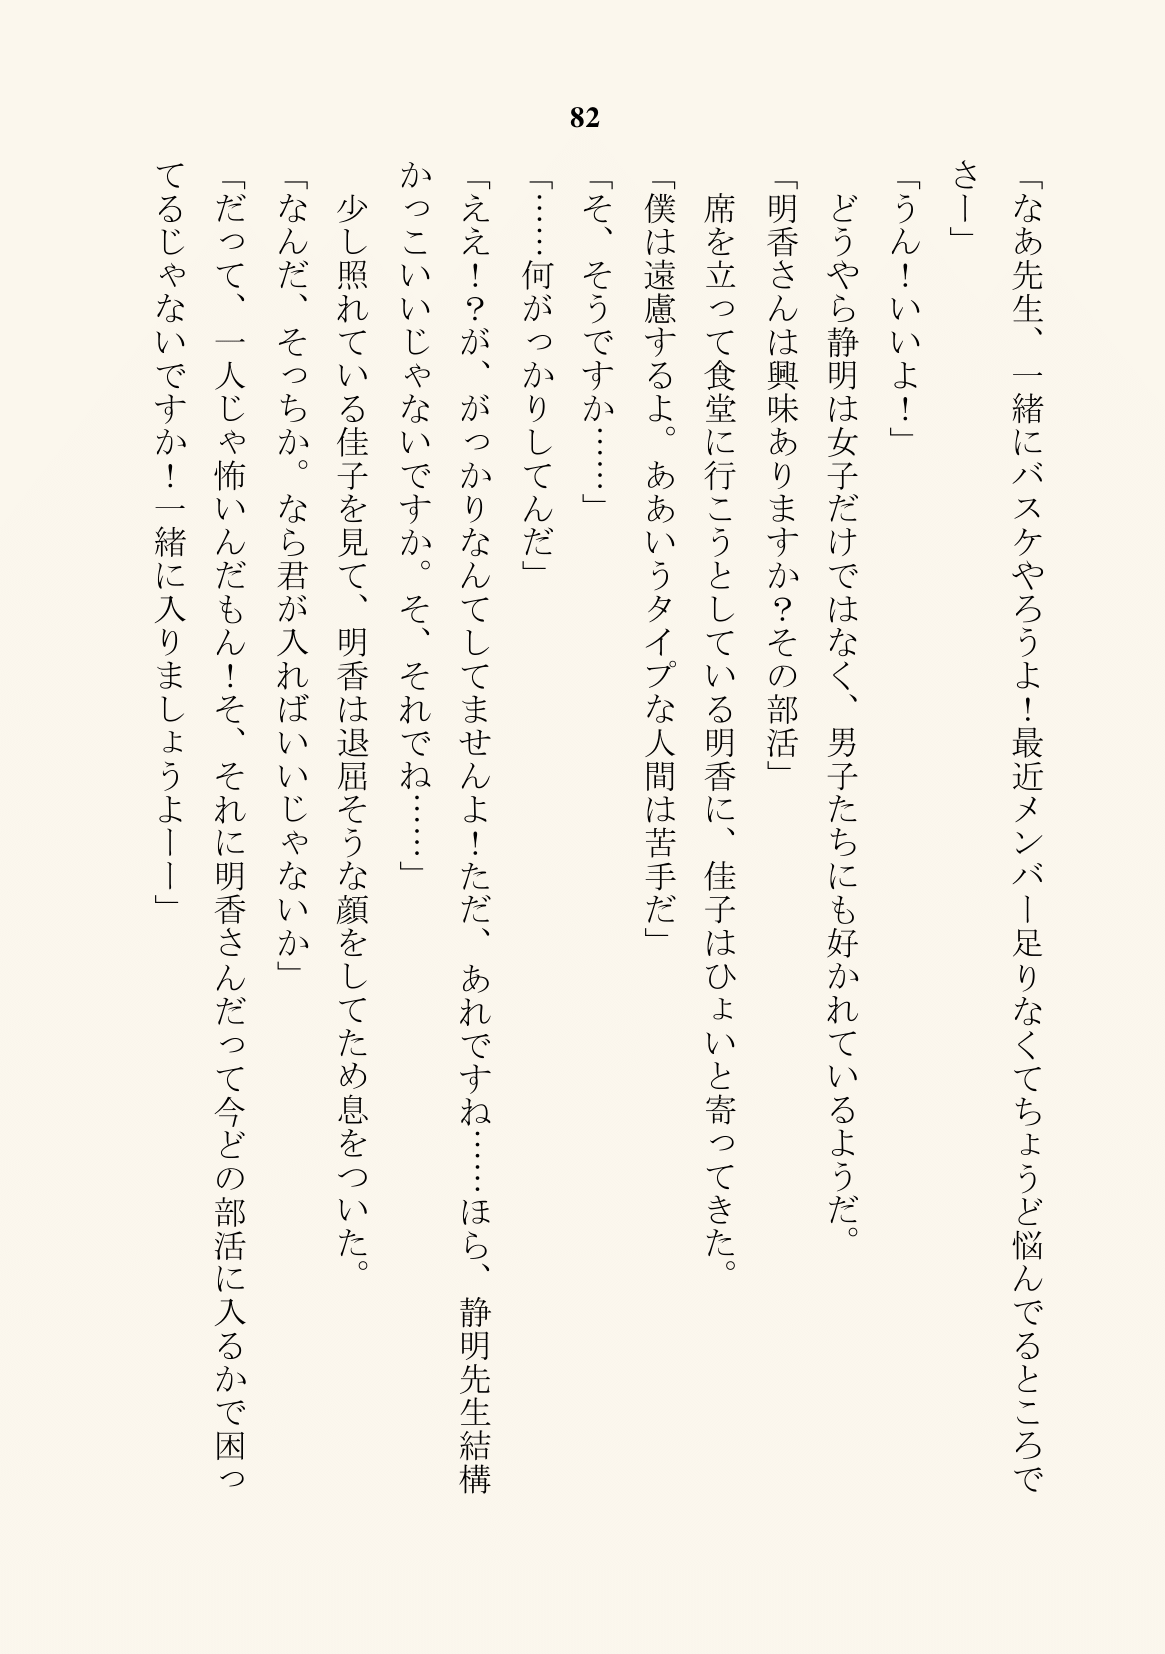 82
「なあ先生、一緒にバスケやろうよ！最近メンバー足りなくてちょうど悩んでるところで
さー」
「うん！いいよ！」
　どうやら静明は女子だけではなく、男子たちにも好かれているようだ。
「明香さんは興味ありますか？その部活」
　席を立って食堂に行こうとしている明香に、佳子はひょいと寄ってきた。
「僕は遠慮するよ。ああいうタイプな人間は苦手だ」
「そ、そうですか……」
「……何がっかりしてんだ」
「ええ！？が、がっかりなんてしてませんよ！ただ、あれですね……ほら、静明先生結構
かっこいいじゃないですか。そ、それでね……」
　少し照れている佳子を見て、明香は退屈そうな顔をしてため息をついた。
「なんだ、そっちか。なら君が入ればいいじゃないか」
「だって、一人じゃ怖いんだもん！そ、それに明香さんだって今どの部活に入るかで困っ
てるじゃないですか！一緒に入りましょうよーー」